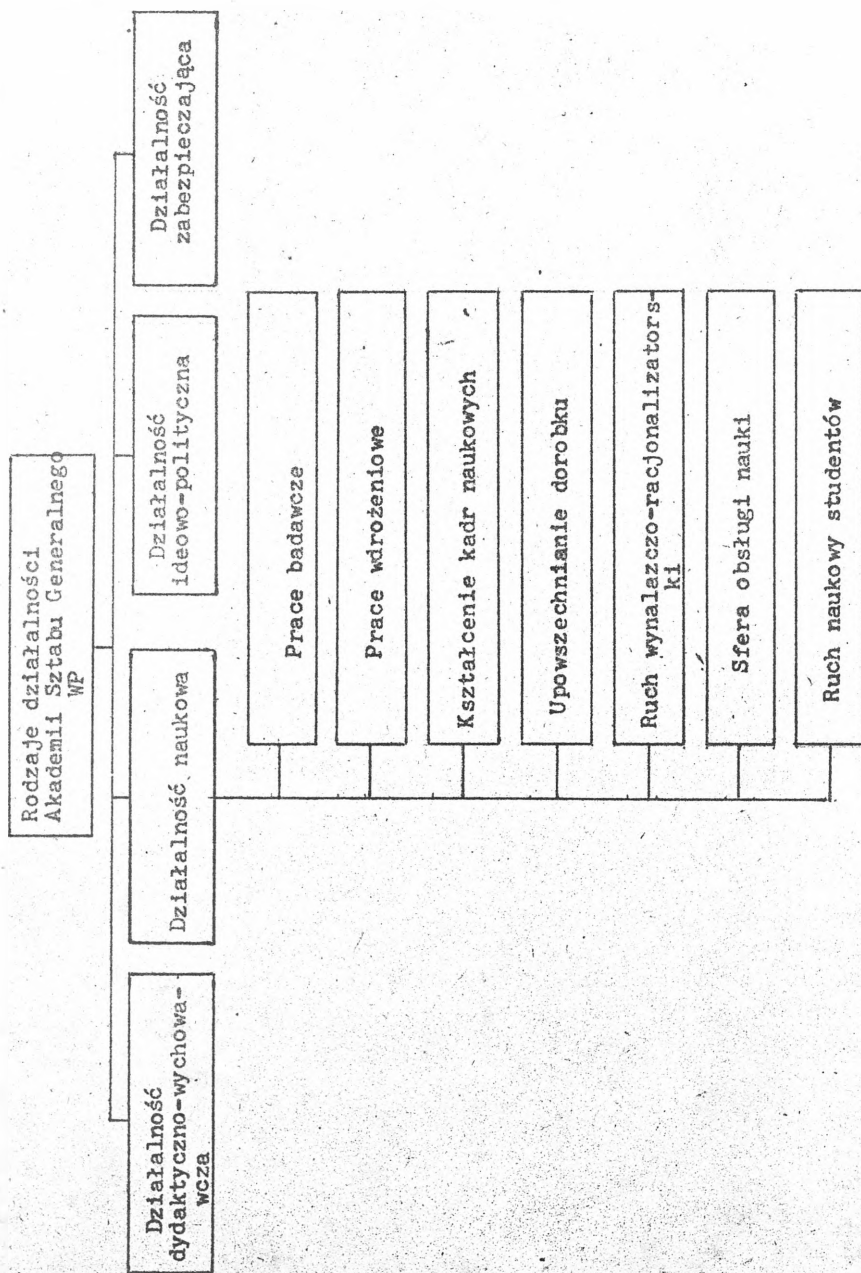 Rodzaje działalności
Akademii Sztabu Generalnego
WP
Działalność
dydaktyczno-wychowa-
wcza
Działalność naukowa
Działalność
ideowo-polityczna
Działalność
zabezpieczająca
Prace badawcze
Prace wdrożeniowe
Kształcenie kadr naukowych
Upowszechnianie dorobku
Ruch wynalazczo-racjonalizators-
ki
Sfera obsługi nauki
Ruch naukowy studentów